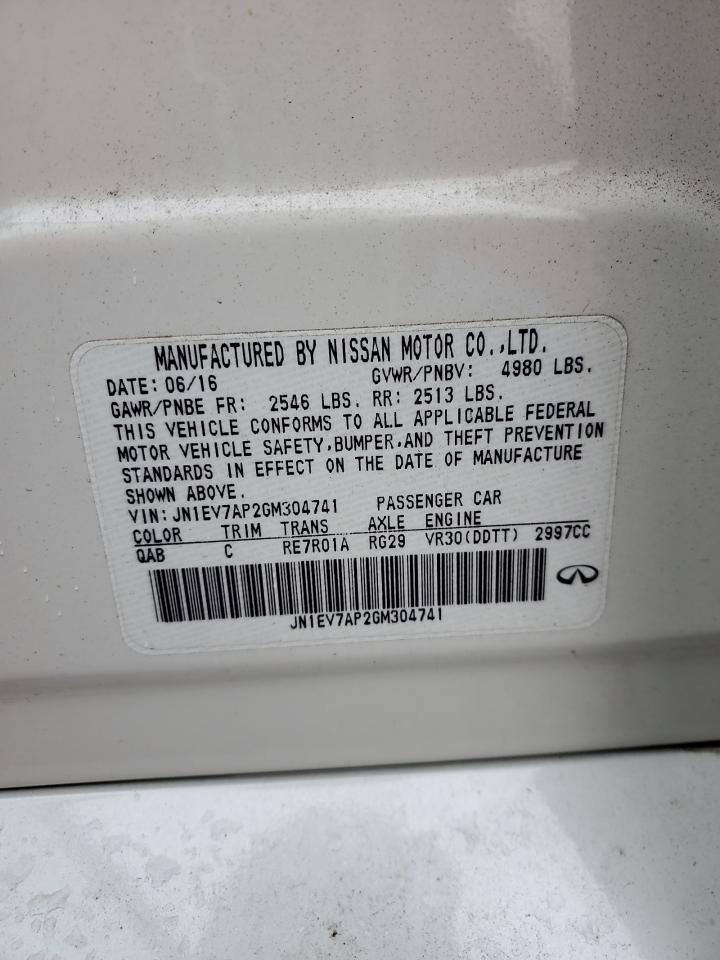 MANUFACTURED BY NISSAN MOTOR CO.,LTD.
DATE: 06/16 GVWR/PNBV: 4980 LBS.
GAWR/PNBE FR: 2546 LBS. RR: 2513 LBS.
THIS VEHICLE CONFORMS TO ALL APPLICABLE FEDERAL
MOTOR VEHICLE SAFETY,BUMPER,AND THEFT PREVENTION
STANDARDS IN EFFECT ON THE DATE OF MANUFACTURE
SHOWN ABOVE.
VIN: JN1EV7AP2GM304741 PASSENGER CAR
COLOR TRIM TRANS AXLE ENGINE
QAB C RE7R01A RG29 VR30(DDTT) 2997CC
JN1EV7AP2GM304741